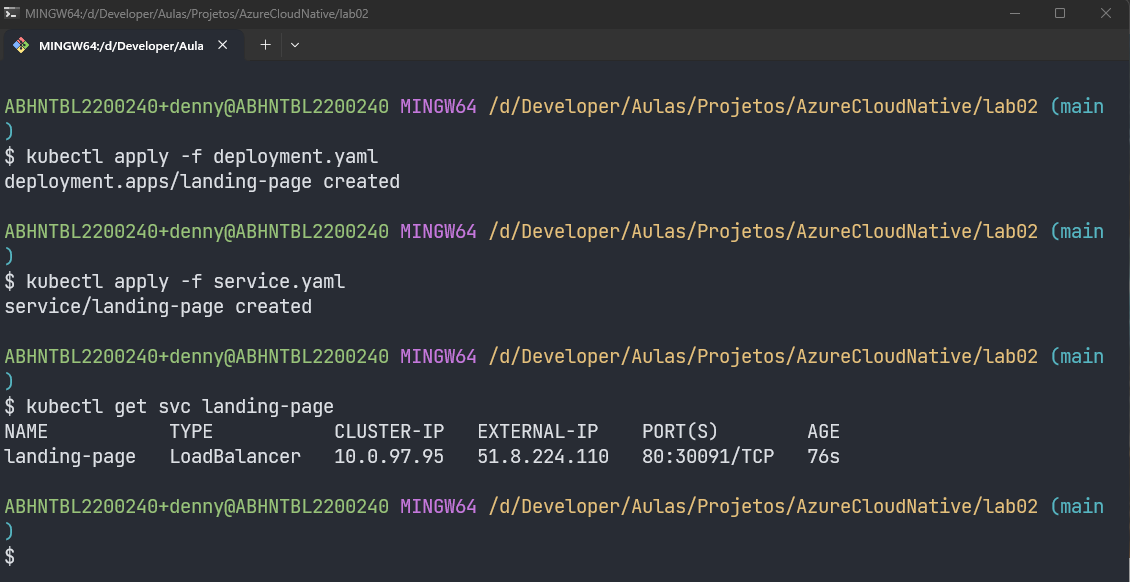 MINGW64:/d/Developer/Aulas/Projetos/AzureCloudNative/lab02
MINGW64:/d/Developer/Aula
ABHNTBL2200240+denny@ABHNTBL2200240 MINGW64 /d/Developer/Aulas/Projetos/AzureCloudNative/lab02 (main
)
$ kubectl apply -f deployment.yaml
deployment.apps/landing-page created
ABHNTBL2200240+denny@ABHNTBL2200240 MINGW64 /d/Developer/Aulas/Projetos/AzureCloudNative/lab02 (main
)
$ kubectl apply -f service.yaml
service/landing-page created
ABHNTBL2200240+denny@ABHNTBL2200240 MINGW64 /d/Developer/Aulas/Projetos/AzureCloudNative/lab02 (main
)
$ kubectl get svc landing-page
NAME TYPE CLUSTER-IP EXTERNAL-IP PORT(S) AGE
landing-page LoadBalancer 10.0.97.95 51.8.224.110 80:30091/TCP 76s
ABHNTBL2200240+denny@ABHNTBL2200240 MINGW64 /d/Developer/Aulas/Projetos/AzureCloudNative/lab02 (main
)
$